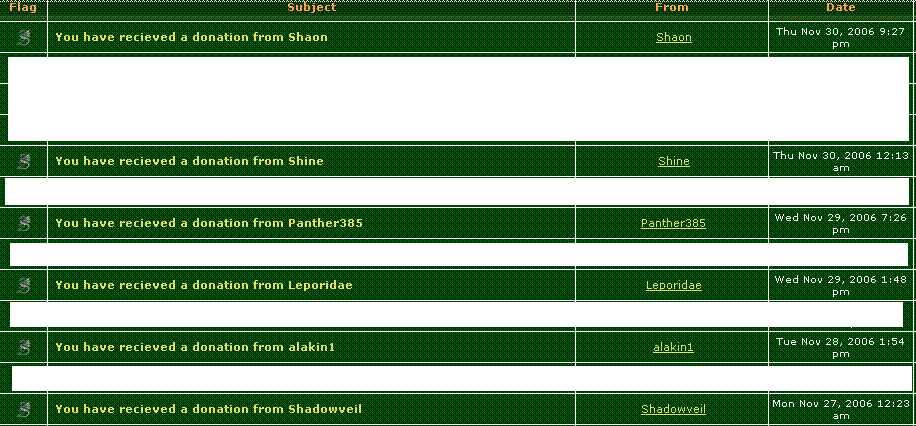 Flag Subject From Date
You have recieved a donation from Shaon Shaon Thu Nov 30, 2006 9:27
pm
You have recieved a donation from Shine Shine Thu Nov 30, 2006 12:13
am
You have recieved a donation from Panther385 Panther385 Wed Nov 29, 2006 7:26
pm
You have recieved a donation from Leporidae Leporidae Wed Nov 29, 2006 1:48
pm
You have recieved a donation from alakin1 alakin1 Tue Nov 28, 2006 1:54
pm
You have recieved a donation from Shadowveil Shadowveil Mon Nov 27, 2006 12:23
am